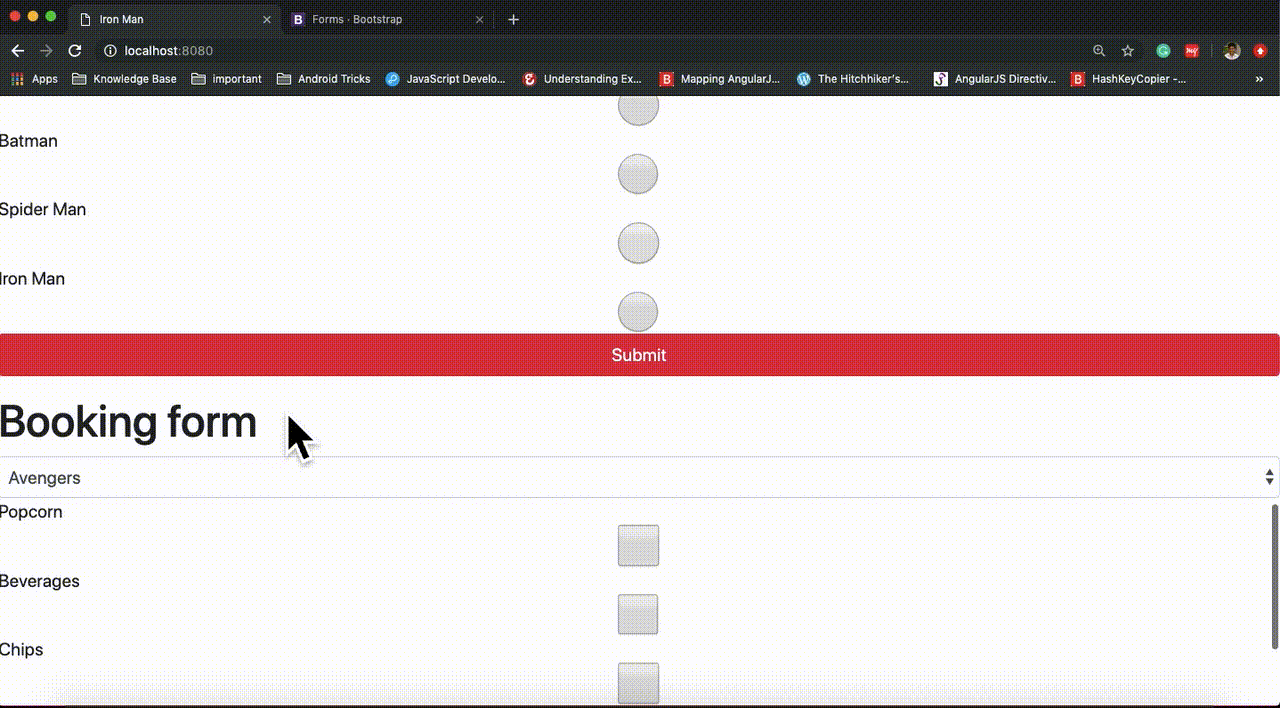 Iron Man
B Forms · Bootstrap
localhost:8080
Apps Knowledge Base important Android Tricks JavaScript Develo... Understanding Ex... B Mapping AngularJ... The Hitchhiker's... AngularJS Directiv... B HashKeyCopier -... »
Batman
Spider Man
Iron Man
Submit
Booking form
Avengers
Popcorn
Beverages
Chips